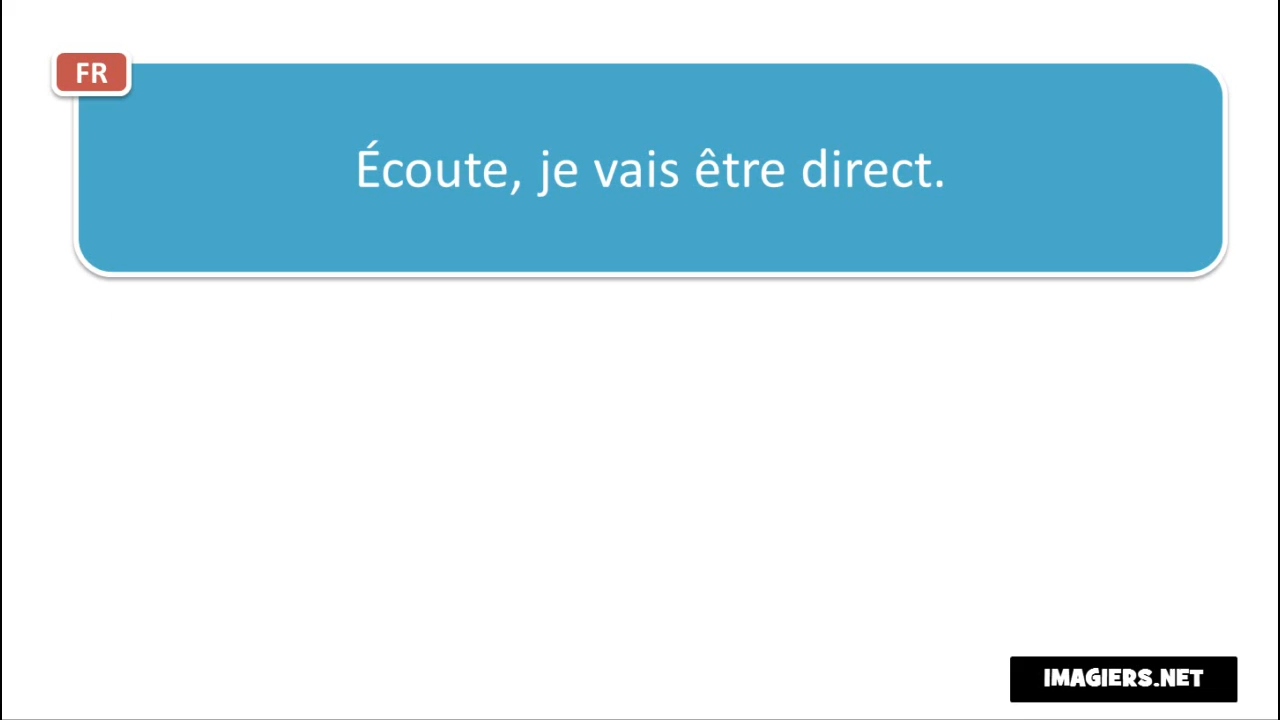 FR
Écoute, je vais être direct.
IMAGIERS.NET